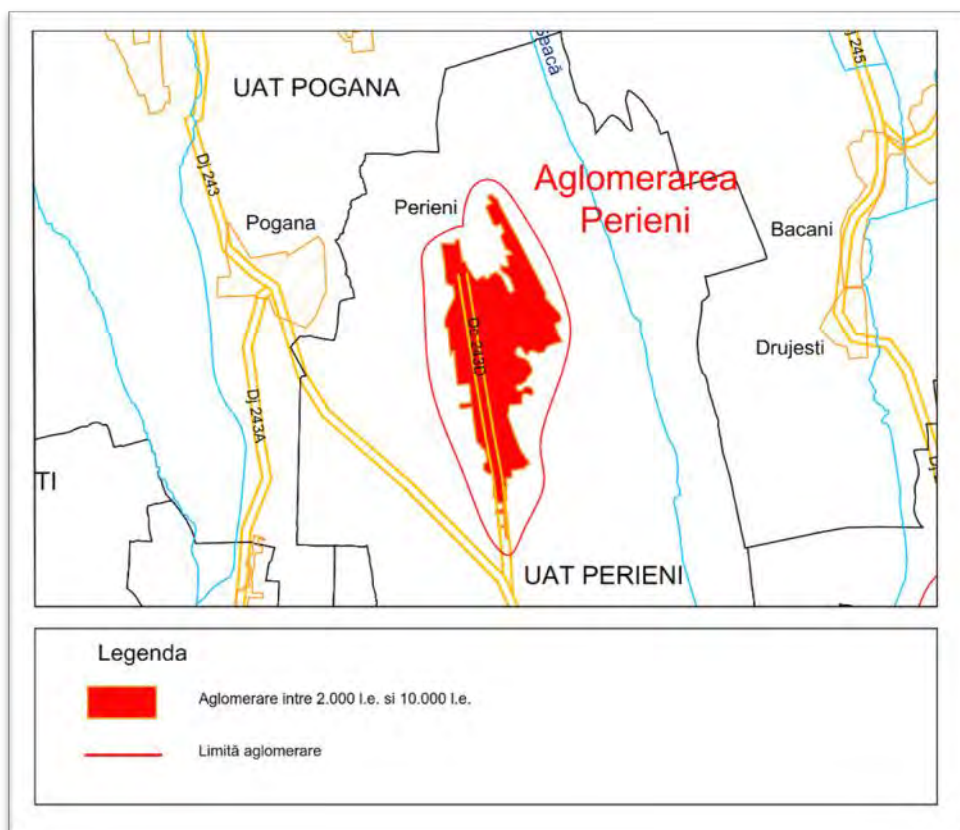 Seacă
Dj 245
UAT POGANA
Dj 243
Aglomerarea
Perieni
Perieni
Pogana
Bacani
Drujesti
Dj 243A
TI
UAT PERIENI
Legenda
Aglomerare intre 2.000 l.e. si 10.000 l.e.
Limită aglomerare